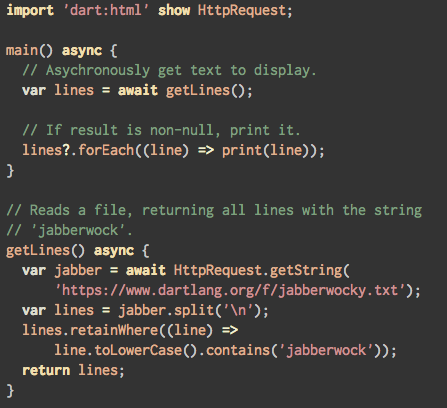 import 'dart:html' show HttpRequest;
main() async {
// Asychronously get text to display.
var lines = await getLines();
// If result is non-null, print it.
lines?.forEach((line) => print(line));
}
// Reads a file, returning all lines with the string
// 'jabberwock'.
getLines() async {
var jabber = await HttpRequest.getString(
'https://www.dartlang.org/f/jabberwocky.txt');
var lines = jabber.split('\n');
lines.retainWhere((line) =>
line.toLowerCase().contains('jabberwock'));
return lines;
}